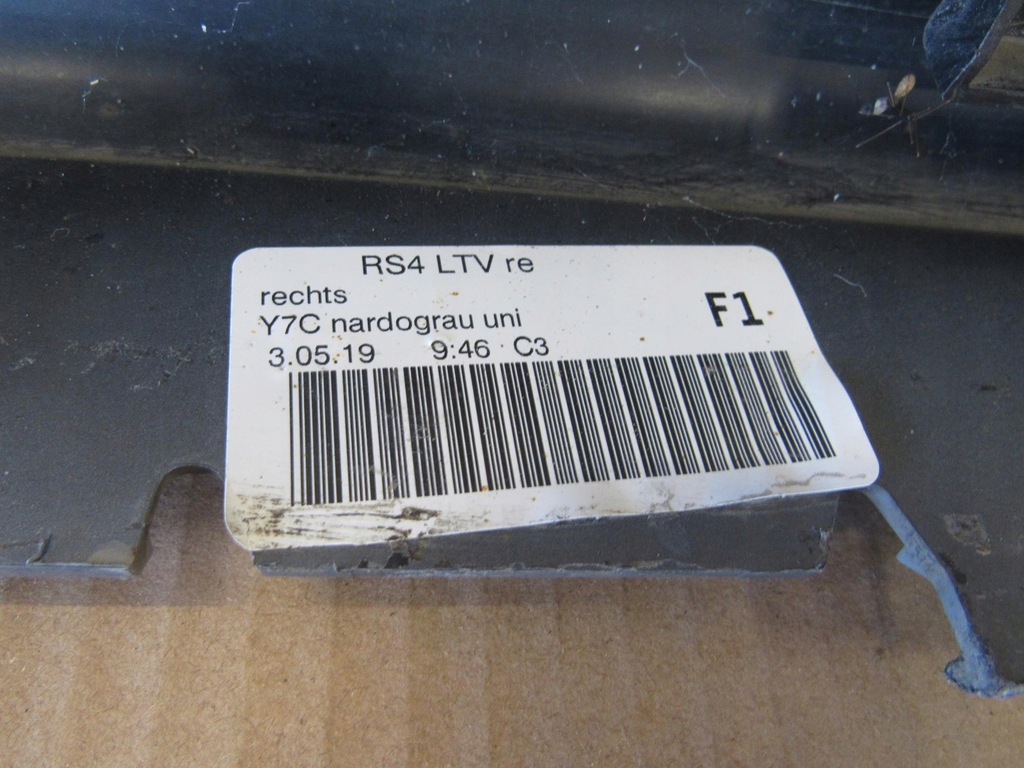 RS4 LTV re
rechts
Y7C nardograu uni
F1
3.05.19 9:46 C3